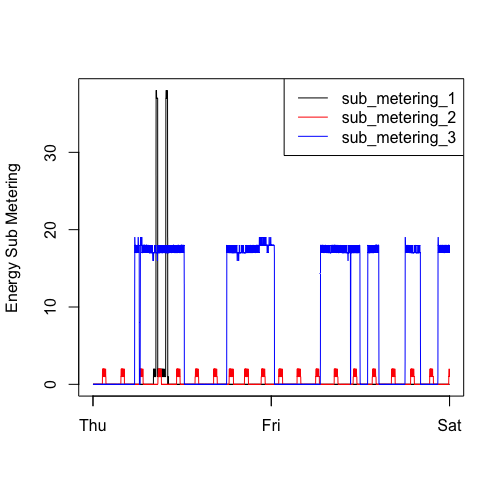 sub_metering_1
sub_metering_2
sub_metering_3
Energy Sub Metering
30
20
10
0
Thu Fri Sat